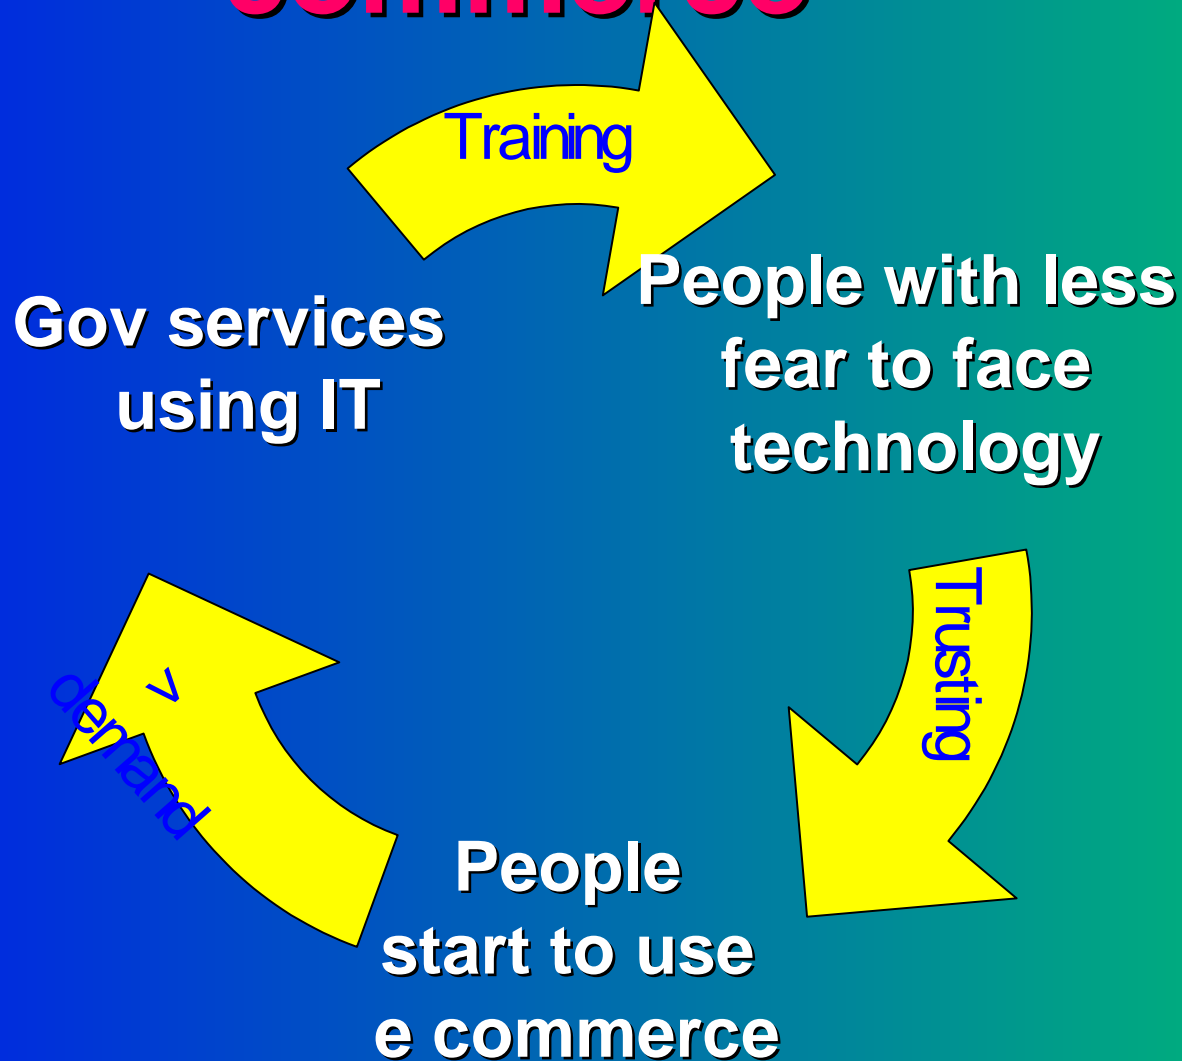 commerce
Training
Gov services
using IT
People with less
fear to face
technology
Trusting
v
demand
People
start to use
e commerce